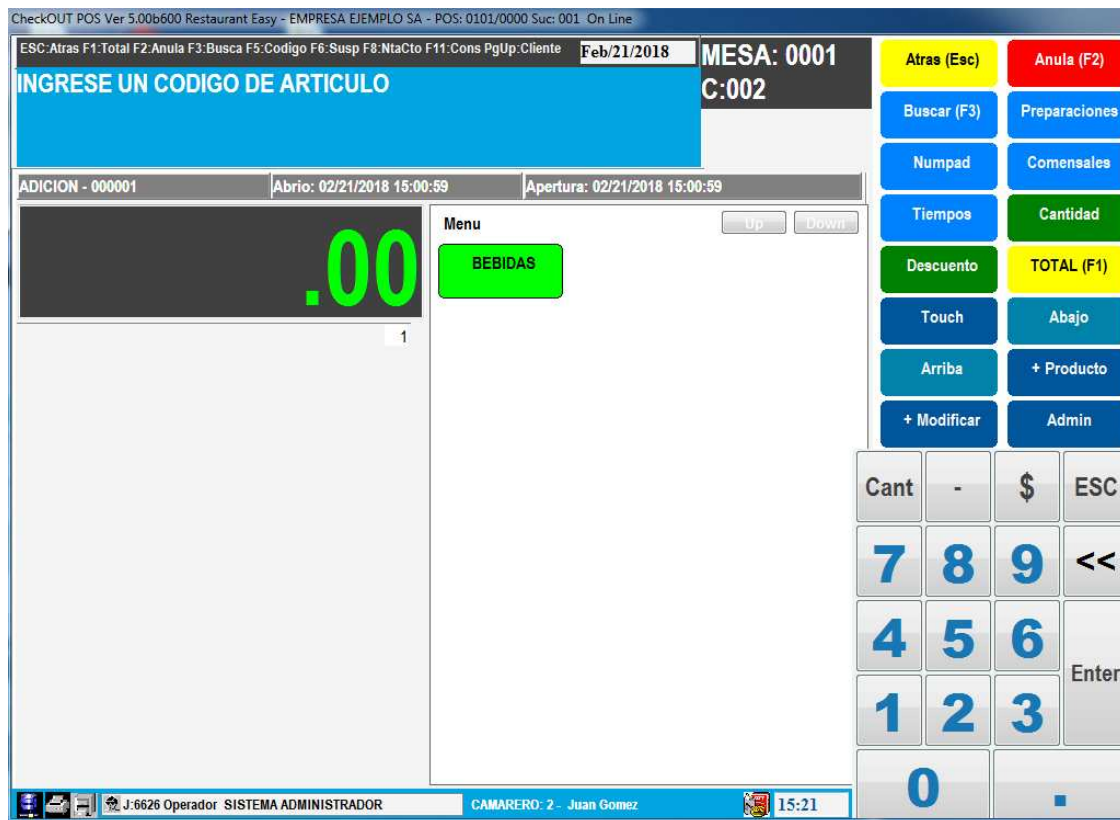 CheckOUT POS Ver 5.00b600 Restaurant Easy - EMPRESA EJEMPLO SA - POS: 0101/0000 Suc: 001 On Line
ESC:Atras F1:Total F2:Anula F3:Busca F5:Codigo F6:Susp F8:NtaCto F11:Cons PgUp:Cliente
Feb/21/2018
MESA: 0001
C:002
INGRESE UN CODIGO DE ARTICULO
ADICION - 000001
Abrio: 02/21/2018 15:00:59
Apertura: 02/21/2018 15:00:59
.00
1
Menu
Up
Down
BEBIDAS
Atras (Esc)
Anula (F2)
Buscar (F3)
Preparaciones
Numpad
Comensales
Tiempos
Cantidad
Descuento
TOTAL (F1)
Touch
Abajo
Arriba
+ Producto
+ Modificar
Admin
Cant - $ ESC
7 8 9 <<
4 5 6
Enter
1 2 3
0 .
J:6626 Operador SISTEMA ADMINISTRADOR
CAMARERO: 2 - Juan Gomez
15:21